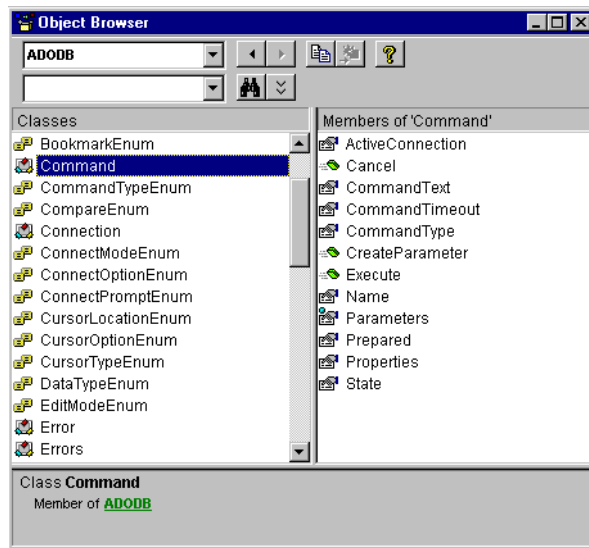 Object Browser
ADODB
Classes
BookmarkEnum
Command
CommandTypeEnum
CompareEnum
Connection
ConnectModeEnum
ConnectOptionEnum
ConnectPromptEnum
CursorLocationEnum
CursorOptionEnum
CursorTypeEnum
DataTypeEnum
EditModeEnum
Error
Errors
Members of 'Command'
ActiveConnection
Cancel
CommandText
CommandTimeout
CommandType
CreateParameter
Execute
Name
Parameters
Prepared
Properties
State
Class Command
Member of ADODB